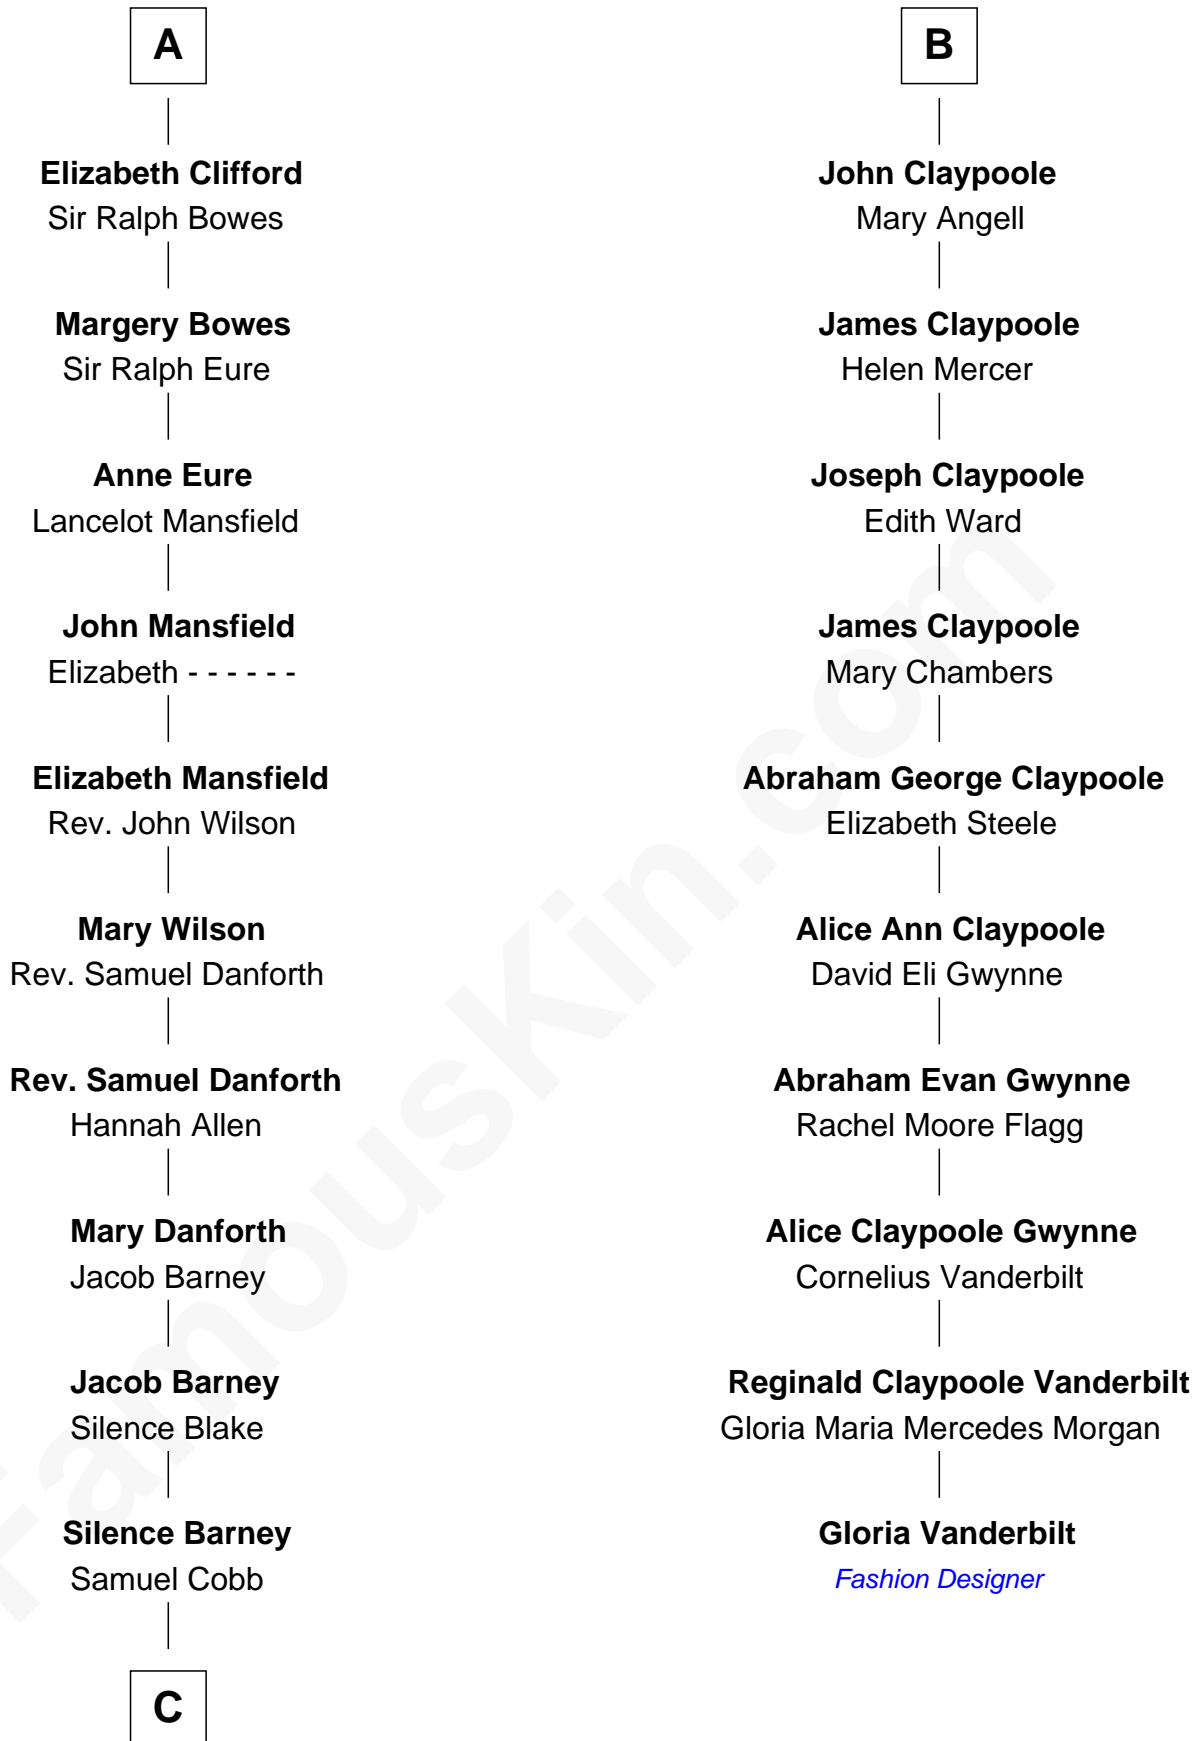 A
Elizabeth Clifford
Sir Ralph Bowes
Margery Bowes
Sir Ralph Eure
Anne Eure
Lancelot Mansfield
John Mansfield
Elizabeth - - - - - -
Elizabeth Mansfield
Rev. John Wilson
Mary Wilson
Rev. Samuel Danforth
Rev. Samuel Danforth
Hannah Allen
Mary Danforth
Jacob Barney
Jacob Barney
Silence Blake
Silence Barney
Samuel Cobb
C
B
John Claypoole
Mary Angell
James Claypoole
Helen Mercer
Joseph Claypoole
Edith Ward
James Claypoole
Mary Chambers
Abraham George Claypoole
Elizabeth Steele
Alice Ann Claypoole
David Eli Gwynne
Abraham Evan Gwynne
Rachel Moore Flagg
Alice Claypoole Gwynne
Cornelius Vanderbilt
Reginald Claypoole Vanderbilt
Gloria Maria Mercedes Morgan
Gloria Vanderbilt
Fashion Designer
FamousKin.com